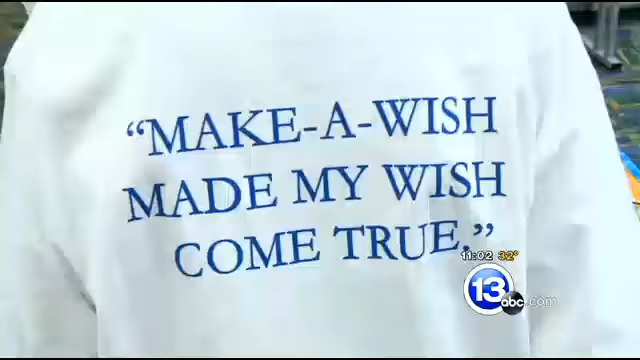 “MAKE-A-WISH
MADE MY WISH
COME TRUE.”
11:02 32°
13 abc .com